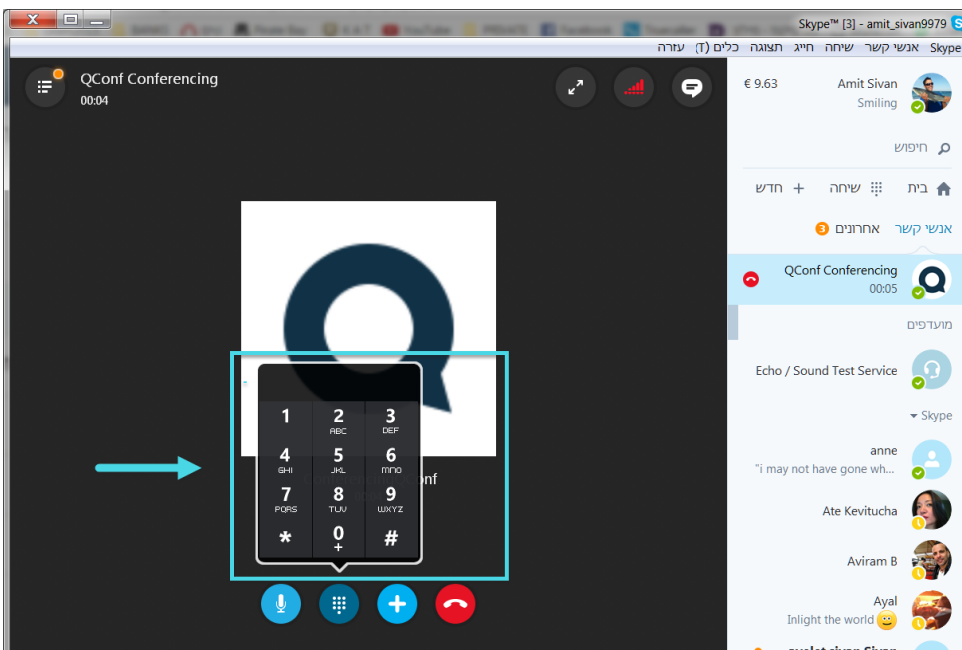 Skype™ [3] - amit_sivan9979
Skype אנשי קשר שיחה חייג תצוגה כלים (T) עזרה
QConf Conferencing
00:04
€ 9.63
Amit Sivan
Smiling
חיפוש
בית
שיחה
חדש
אנשי קשר
אחרונים 3
QConf Conferencing
00:05
מועדפים
Echo / Sound Test Service
Skype
anne
"i may not have gone wh...
Ate Kevitucha
Aviram B
Ayal
Inlight the world
1
2 ABC
3 DEF
4 GHI
5 JKL
6 MNO
7 PQRS
8 TUV
9 WXYZ
*
0 +
#